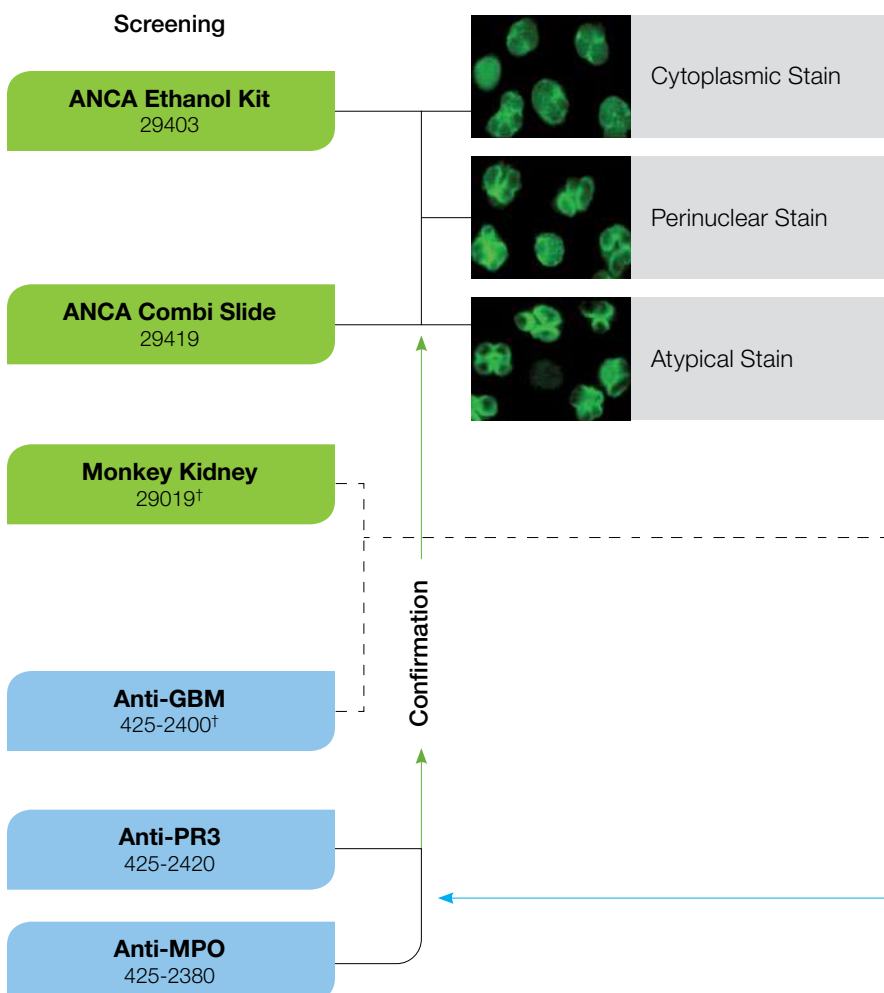 Screening
ANCA Ethanol Kit
29403
Cytoplasmic Stain
Perinuclear Stain
ANCA Combi Slide
29419
Atypical Stain
Monkey Kidney
29019†
Confirmation
Anti-GBM
425-2400†
Anti-PR3
425-2420
Anti-MPO
425-2380